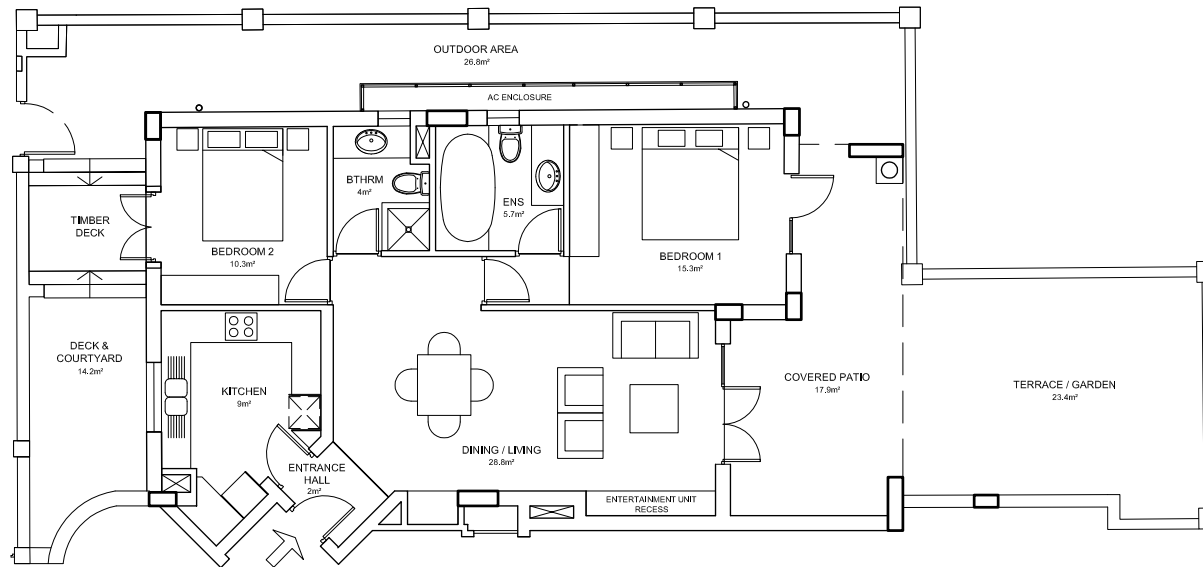 OUTDOOR AREA
26.8m²
AC ENCLOSURE
BTHRM
4m²
ENS
5.7m²
TIMBER
DECK
BEDROOM 2
10.3m²
BEDROOM 1
15.3m²
DECK &
COURTYARD
14.2m²
KITCHEN
9m²
COVERED PATIO
17.9m²
TERRACE / GARDEN
23.4m²
DINING / LIVING
28.8m²
ENTRANCE
HALL
2m²
ENTERTAINMENT UNIT
RECESS